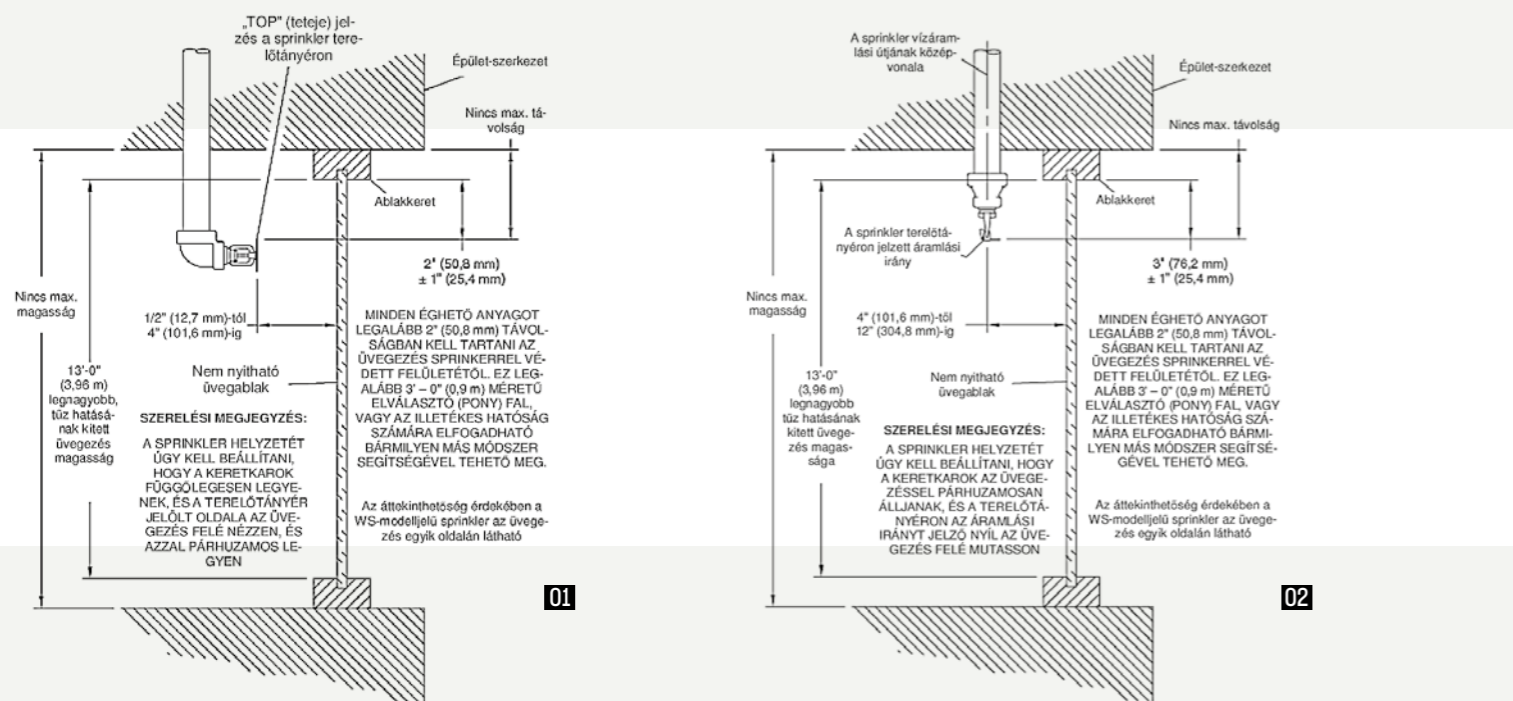 „TOP” (teteje) jel-
zés a sprinkler tere-
lőtányéron
Épület-szerkezet
Nincs max. tá-
volság
Ablakkeret
2" (50,8 mm)
± 1" (25,4 mm)
Nincs max.
magasság
1/2" (12,7 mm)-től
4" (101,6 mm)-ig
13'-0"
(3,96 m)
legnagyobb,
tűz hatásá-
nak kitett
üvegezés
magasság
Nem nyitható
üvegablak
SZERELÉSI MEGJEGYZÉS:
A SPRINKLER HELYZETÉT
ÚGY KELL BEÁLLÍTANI,
HOGY A KERETKAROK
FÜGGŐLEGESEN LEGYE-
NEK, ÉS A TERELŐTÁNYÉR
JELÖLT OLDALA AZ ÜVE-
GEZÉS FELÉ NÉZZEN, ÉS
AZZAL PÁRHUZAMOS LE-
GYEN
MINDEN ÉGHETŐ ANYAGOT
LEGALÁBB 2" (50,8 mm) TÁVOL-
SÁGBAN KELL TARTANI AZ
ÜVEGEZÉS SPRINKERREL VÉ-
DETT FELÜLETÉTŐL. EZ LEG-
ALÁBB 3' – 0" (0,9 m) MÉRETŰ
ELVÁLASZTÓ (PONY) FAL,
VAGY AZ ILLETÉKES HATÓSÁG
SZÁMÁRA ELFOGADHATÓ
BÁRMILYEN MÁS MÓDSZER
SEGÍTSÉGÉVEL TEHETŐ MEG.
Az áttekinthetőség érdekében a
WS-modelljelű sprinkler az üvege-
zés egyik oldalán látható
01
A sprinkler vízáram-
lási útjának közép-
vonala
Épület-szerkezet
Nincs max. távolság
Ablakkeret
A sprinkler terelőtá-
nyéron jelzett áramlási
irány
3" (76,2 mm)
± 1" (25,4 mm)
Nincs max.
magasság
4" (101,6 mm)-től
12" (304,8 mm)-ig
13'-0"
(3,96 m)
legnagyobb
tűz hatásának
kitett üvege-
zés magas-
sága
Nem nyitható
üvegablak
SZERELÉSI MEGJEGYZÉS:
A SPRINKLER HELYZETÉT
ÚGY KELL BEÁLLÍTANI, HOGY
A KERETKAROK AZ ÜVEGE-
ZÉSSEL PÁRHUZAMOSAN
ÁLLJANAK, ÉS A TERELŐTÁ-
NYÉRON AZ ÁRAMLÁSI
IRÁNYT JELZŐ NYÍL AZ ÜVE-
GEZÉS FELÉ MUTASSON
MINDEN ÉGHETŐ ANYAGOT
LEGALÁBB 2" (50,8 mm) TÁVOL-
SÁGBAN KELL TARTANI AZ
ÜVEGEZÉS SPRINKERREL VÉ-
DETT FELÜLETÉTŐL. EZ LEG-
ALÁBB 3' – 0" (0,9 m) MÉRETŰ
ELVÁLASZTÓ (PONY) FAL, VAGY
AZ ILLETÉKES HATÓSÁG SZÁ-
MÁRA ELFOGADHATÓ BÁRMI-
LYEN MÁS MÓDSZER SEGÍTSÉ-
GÉVEL TEHETŐ MEG.
Az áttekinthetőség érdekében a
WS-modelljelű sprinkler az üvege-
zés egyik oldalán látható
02